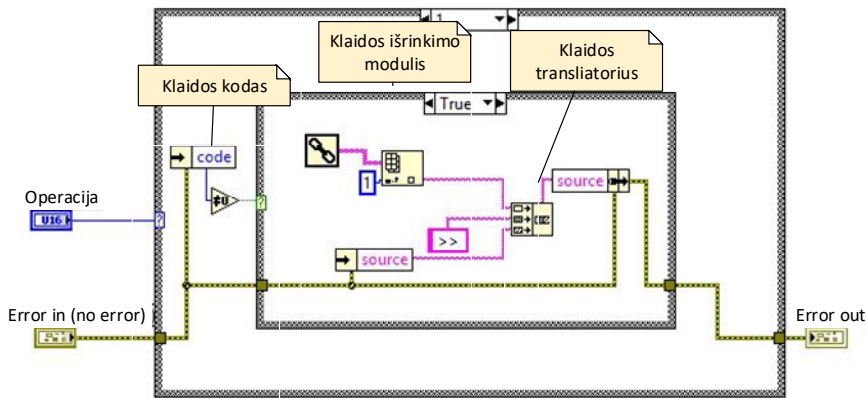 1
Klaidos išrinkimo
modulis
Klaidos
transliatorius
Klaidos kodas
True
code
1
source
Operacija
U16
>>
source
Error in (no error)
Error out